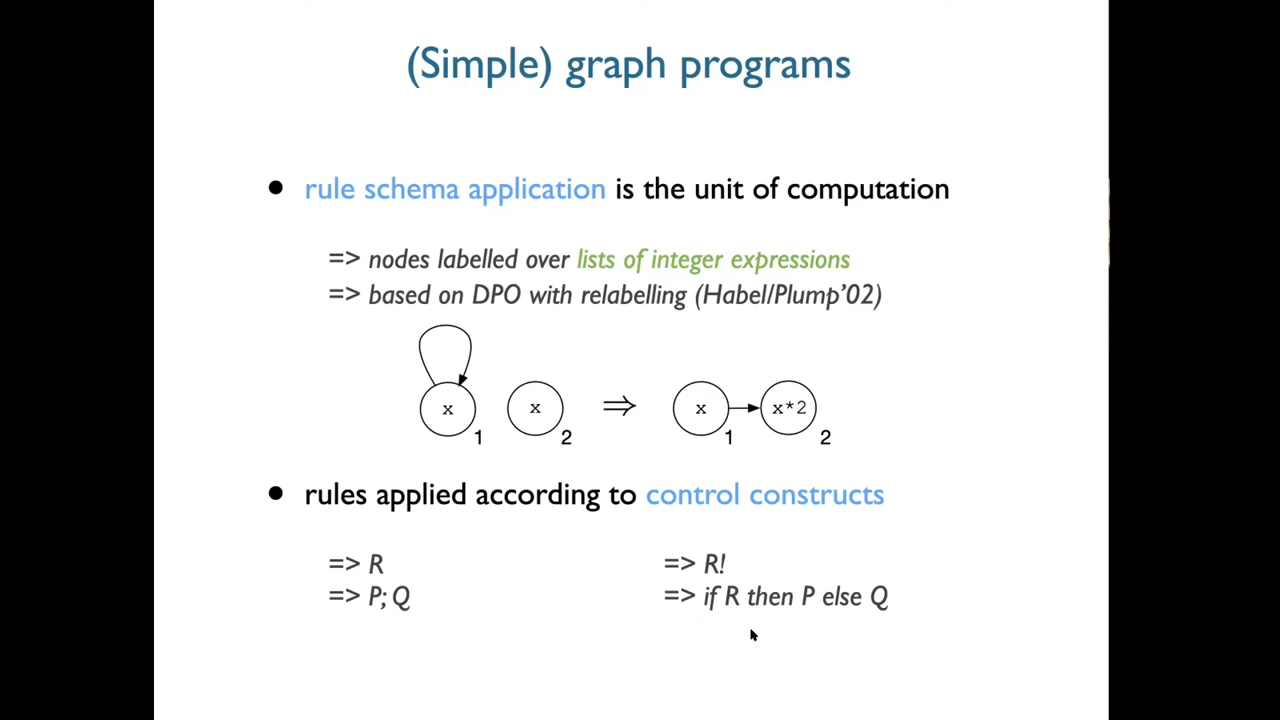 (Simple) graph programs
• rule schema application is the unit of computation
=> nodes labelled over lists of integer expressions
=> based on DPO with relabelling (Habel/Plump’02)
x 1 x 2 ⇒ x 1 x*2 2
• rules applied according to control constructs
=> R
=> P; Q
=> R!
=> if R then P else Q